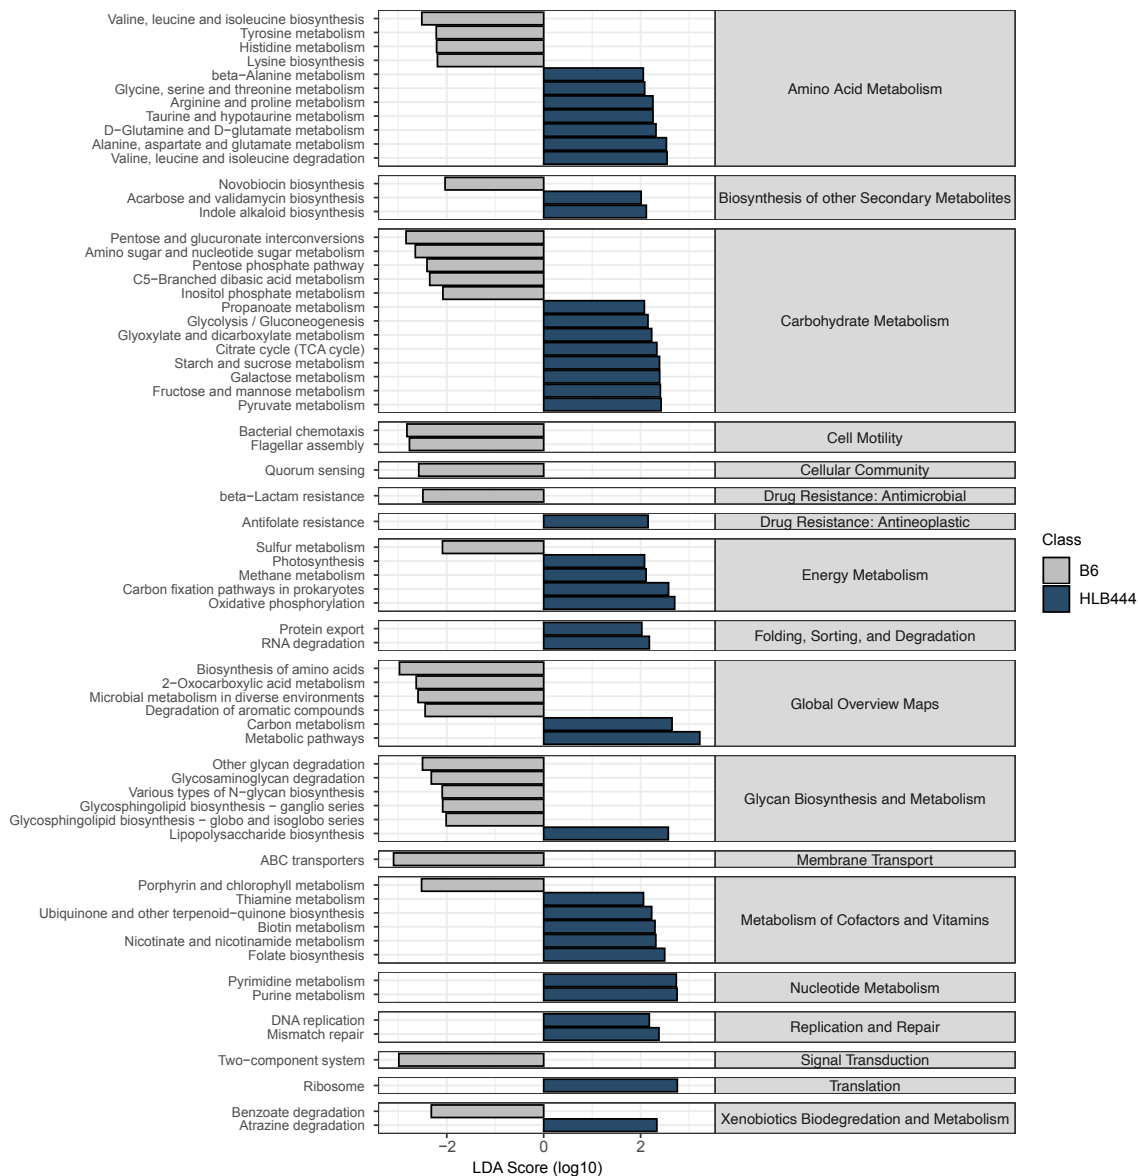 Valine, leucine and isoleucine biosynthesis
Tyrosine metabolism
Histidine metabolism
Lysine biosynthesis
beta−Alanine metabolism
Glycine, serine and threonine metabolism
Arginine and proline metabolism
Taurine and hypotaurine metabolism
D−Glutamine and D−glutamate metabolism
Alanine, aspartate and glutamate metabolism
Valine, leucine and isoleucine degradation
Amino Acid Metabolism
Novobiocin biosynthesis
Acarbose and validamycin biosynthesis
Indole alkaloid biosynthesis
Biosynthesis of other Secondary Metabolites
Pentose and glucuronate interconversions
Amino sugar and nucleotide sugar metabolism
Pentose phosphate pathway
C5−Branched dibasic acid metabolism
Inositol phosphate metabolism
Propanoate metabolism
Glycolysis / Gluconeogenesis
Glyoxylate and dicarboxylate metabolism
Citrate cycle (TCA cycle)
Starch and sucrose metabolism
Galactose metabolism
Fructose and mannose metabolism
Pyruvate metabolism
Carbohydrate Metabolism
Bacterial chemotaxis
Flagellar assembly
Cell Motility
Quorum sensing
Cellular Community
beta−Lactam resistance
Drug Resistance: Antimicrobial
Antifolate resistance
Drug Resistance: Antineoplastic
Sulfur metabolism
Photosynthesis
Methane metabolism
Carbon fixation pathways in prokaryotes
Oxidative phosphorylation
Energy Metabolism
Protein export
RNA degradation
Folding, Sorting, and Degradation
Biosynthesis of amino acids
2−Oxocarboxylic acid metabolism
Microbial metabolism in diverse environments
Degradation of aromatic compounds
Carbon metabolism
Metabolic pathways
Global Overview Maps
Other glycan degradation
Glycosaminoglycan degradation
Various types of N−glycan biosynthesis
Glycosphingolipid biosynthesis − ganglio series
Glycosphingolipid biosynthesis − globo and isoglobo series
Lipopolysaccharide biosynthesis
Glycan Biosynthesis and Metabolism
ABC transporters
Membrane Transport
Porphyrin and chlorophyll metabolism
Thiamine metabolism
Ubiquinone and other terpenoid−quinone biosynthesis
Biotin metabolism
Nicotinate and nicotinamide metabolism
Folate biosynthesis
Metabolism of Cofactors and Vitamins
Pyrimidine metabolism
Purine metabolism
Nucleotide Metabolism
DNA replication
Mismatch repair
Replication and Repair
Two−component system
Signal Transduction
Ribosome
Translation
Benzoate degradation
Atrazine degradation
Xenobiotics Biodegredation and Metabolism
−2 0 2
LDA Score (log10)
Class
B6
HLB444